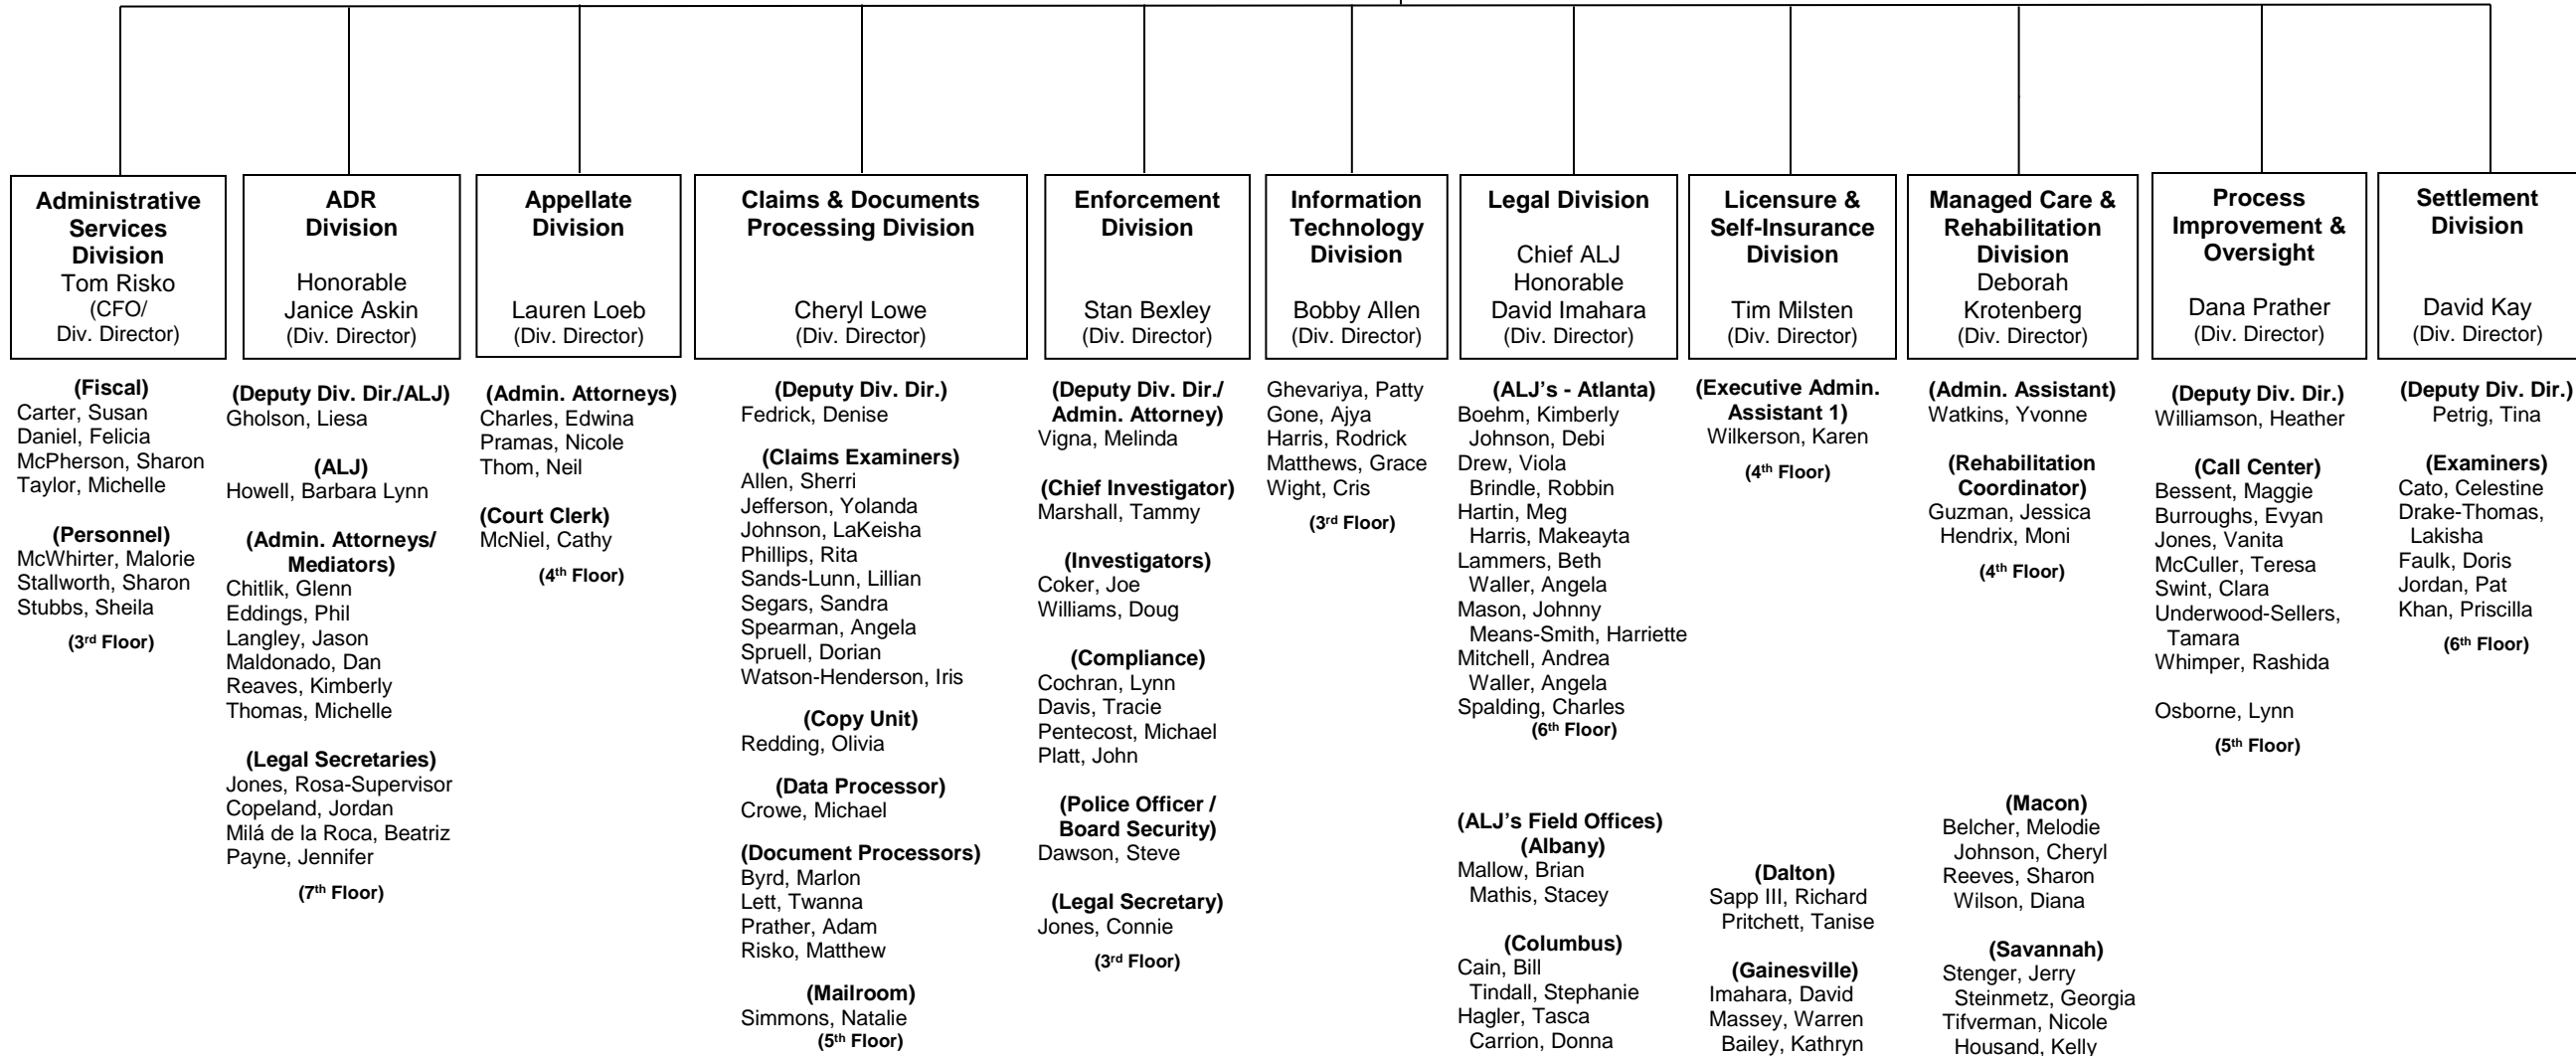 Administrative
Services
Division
Tom Risko
(CFO/
Div. Director)
(Fiscal)
Carter, Susan
Daniel, Felicia
McPherson, Sharon
Taylor, Michelle
(Personnel)
McWhirter, Malorie
Stallworth, Sharon
Stubbs, Sheila
(3rd Floor)
ADR
Division
Honorable
Janice Askin
(Div. Director)
(Deputy Div. Dir./ALJ)
Gholson, Liesa
(ALJ)
Howell, Barbara Lynn
(Admin. Attorneys/
Mediators)
Chitlik, Glenn
Eddings, Phil
Langley, Jason
Maldonado, Dan
Reaves, Kimberly
Thomas, Michelle
(Legal Secretaries)
Jones, Rosa-Supervisor
Copeland, Jordan
Milá de la Roca, Beatriz
Payne, Jennifer
(7th Floor)
Appellate
Division
Lauren Loeb
(Div. Director)
(Admin. Attorneys)
Charles, Edwina
Pramas, Nicole
Thom, Neil
(Court Clerk)
McNiel, Cathy
(4th Floor)
Claims & Documents
Processing Division
Cheryl Lowe
(Div. Director)
(Deputy Div. Dir.)
Fedrick, Denise
(Claims Examiners)
Allen, Sherri
Jefferson, Yolanda
Johnson, LaKeisha
Phillips, Rita
Sands-Lunn, Lillian
Segars, Sandra
Spearman, Angela
Spruell, Dorian
Watson-Henderson, Iris
(Copy Unit)
Redding, Olivia
(Data Processor)
Crowe, Michael
(Document Processors)
Byrd, Marlon
Lett, Twanna
Prather, Adam
Risko, Matthew
(Mailroom)
Simmons, Natalie
(5th Floor)
Enforcement
Division
Stan Bexley
(Div. Director)
(Deputy Div. Dir./
Admin. Attorney)
Vigna, Melinda
(Chief Investigator)
Marshall, Tammy
(Investigators)
Coker, Joe
Williams, Doug
(Compliance)
Cochran, Lynn
Davis, Tracie
Pentecost, Michael
Platt, John
(Police Officer /
Board Security)
Dawson, Steve
(Legal Secretary)
Jones, Connie
(3rd Floor)
Information
Technology
Division
Bobby Allen
(Div. Director)
Ghevariya, Patty
Gone, Ajya
Harris, Rodrick
Matthews, Grace
Wight, Cris
(3rd Floor)
Legal Division
Chief ALJ
Honorable
David Imahara
(Div. Director)
(ALJ's - Atlanta)
Boehm, Kimberly
Johnson, Debi
Drew, Viola
Brindle, Robbin
Hartin, Meg
Harris, Makeayta
Lammers, Beth
Waller, Angela
Mason, Johnny
Means-Smith, Harriette
Mitchell, Andrea
Waller, Angela
Spalding, Charles
(6th Floor)
(ALJ's Field Offices)
(Albany)
Mallow, Brian
Mathis, Stacey
(Columbus)
Cain, Bill
Tindall, Stephanie
Hagler, Tasca
Carrion, Donna
Licensure &
Self-Insurance
Division
Tim Milsten
(Div. Director)
(Executive Admin.
Assistant 1)
Wilkerson, Karen
(4th Floor)
(Dalton)
Sapp III, Richard
Pritchett, Tanise
(Gainesville)
Imahara, David
Massey, Warren
Bailey, Kathryn
Managed Care &
Rehabilitation
Division
Deborah
Krotenberg
(Div. Director)
(Admin. Assistant)
Watkins, Yvonne
(Rehabilitation
Coordinator)
Guzman, Jessica
Hendrix, Moni
(4th Floor)
(Macon)
Belcher, Melodie
Johnson, Cheryl
Reeves, Sharon
Wilson, Diana
(Savannah)
Stenger, Jerry
Steinmetz, Georgia
Tifverman, Nicole
Housand, Kelly
Process
Improvement &
Oversight
Dana Prather
(Div. Director)
(Deputy Div. Dir.)
Williamson, Heather
(Call Center)
Bessent, Maggie
Burroughs, Evyan
Jones, Vanita
McCuller, Teresa
Swint, Clara
Underwood-Sellers,
Tamara
Whimper, Rashida
Osborne, Lynn
(5th Floor)
Settlement
Division
David Kay
(Div. Director)
(Deputy Div. Dir.)
Petrig, Tina
(Examiners)
Cato, Celestine
Drake-Thomas,
Lakisha
Faulk, Doris
Jordan, Pat
Khan, Priscilla
(6th Floor)